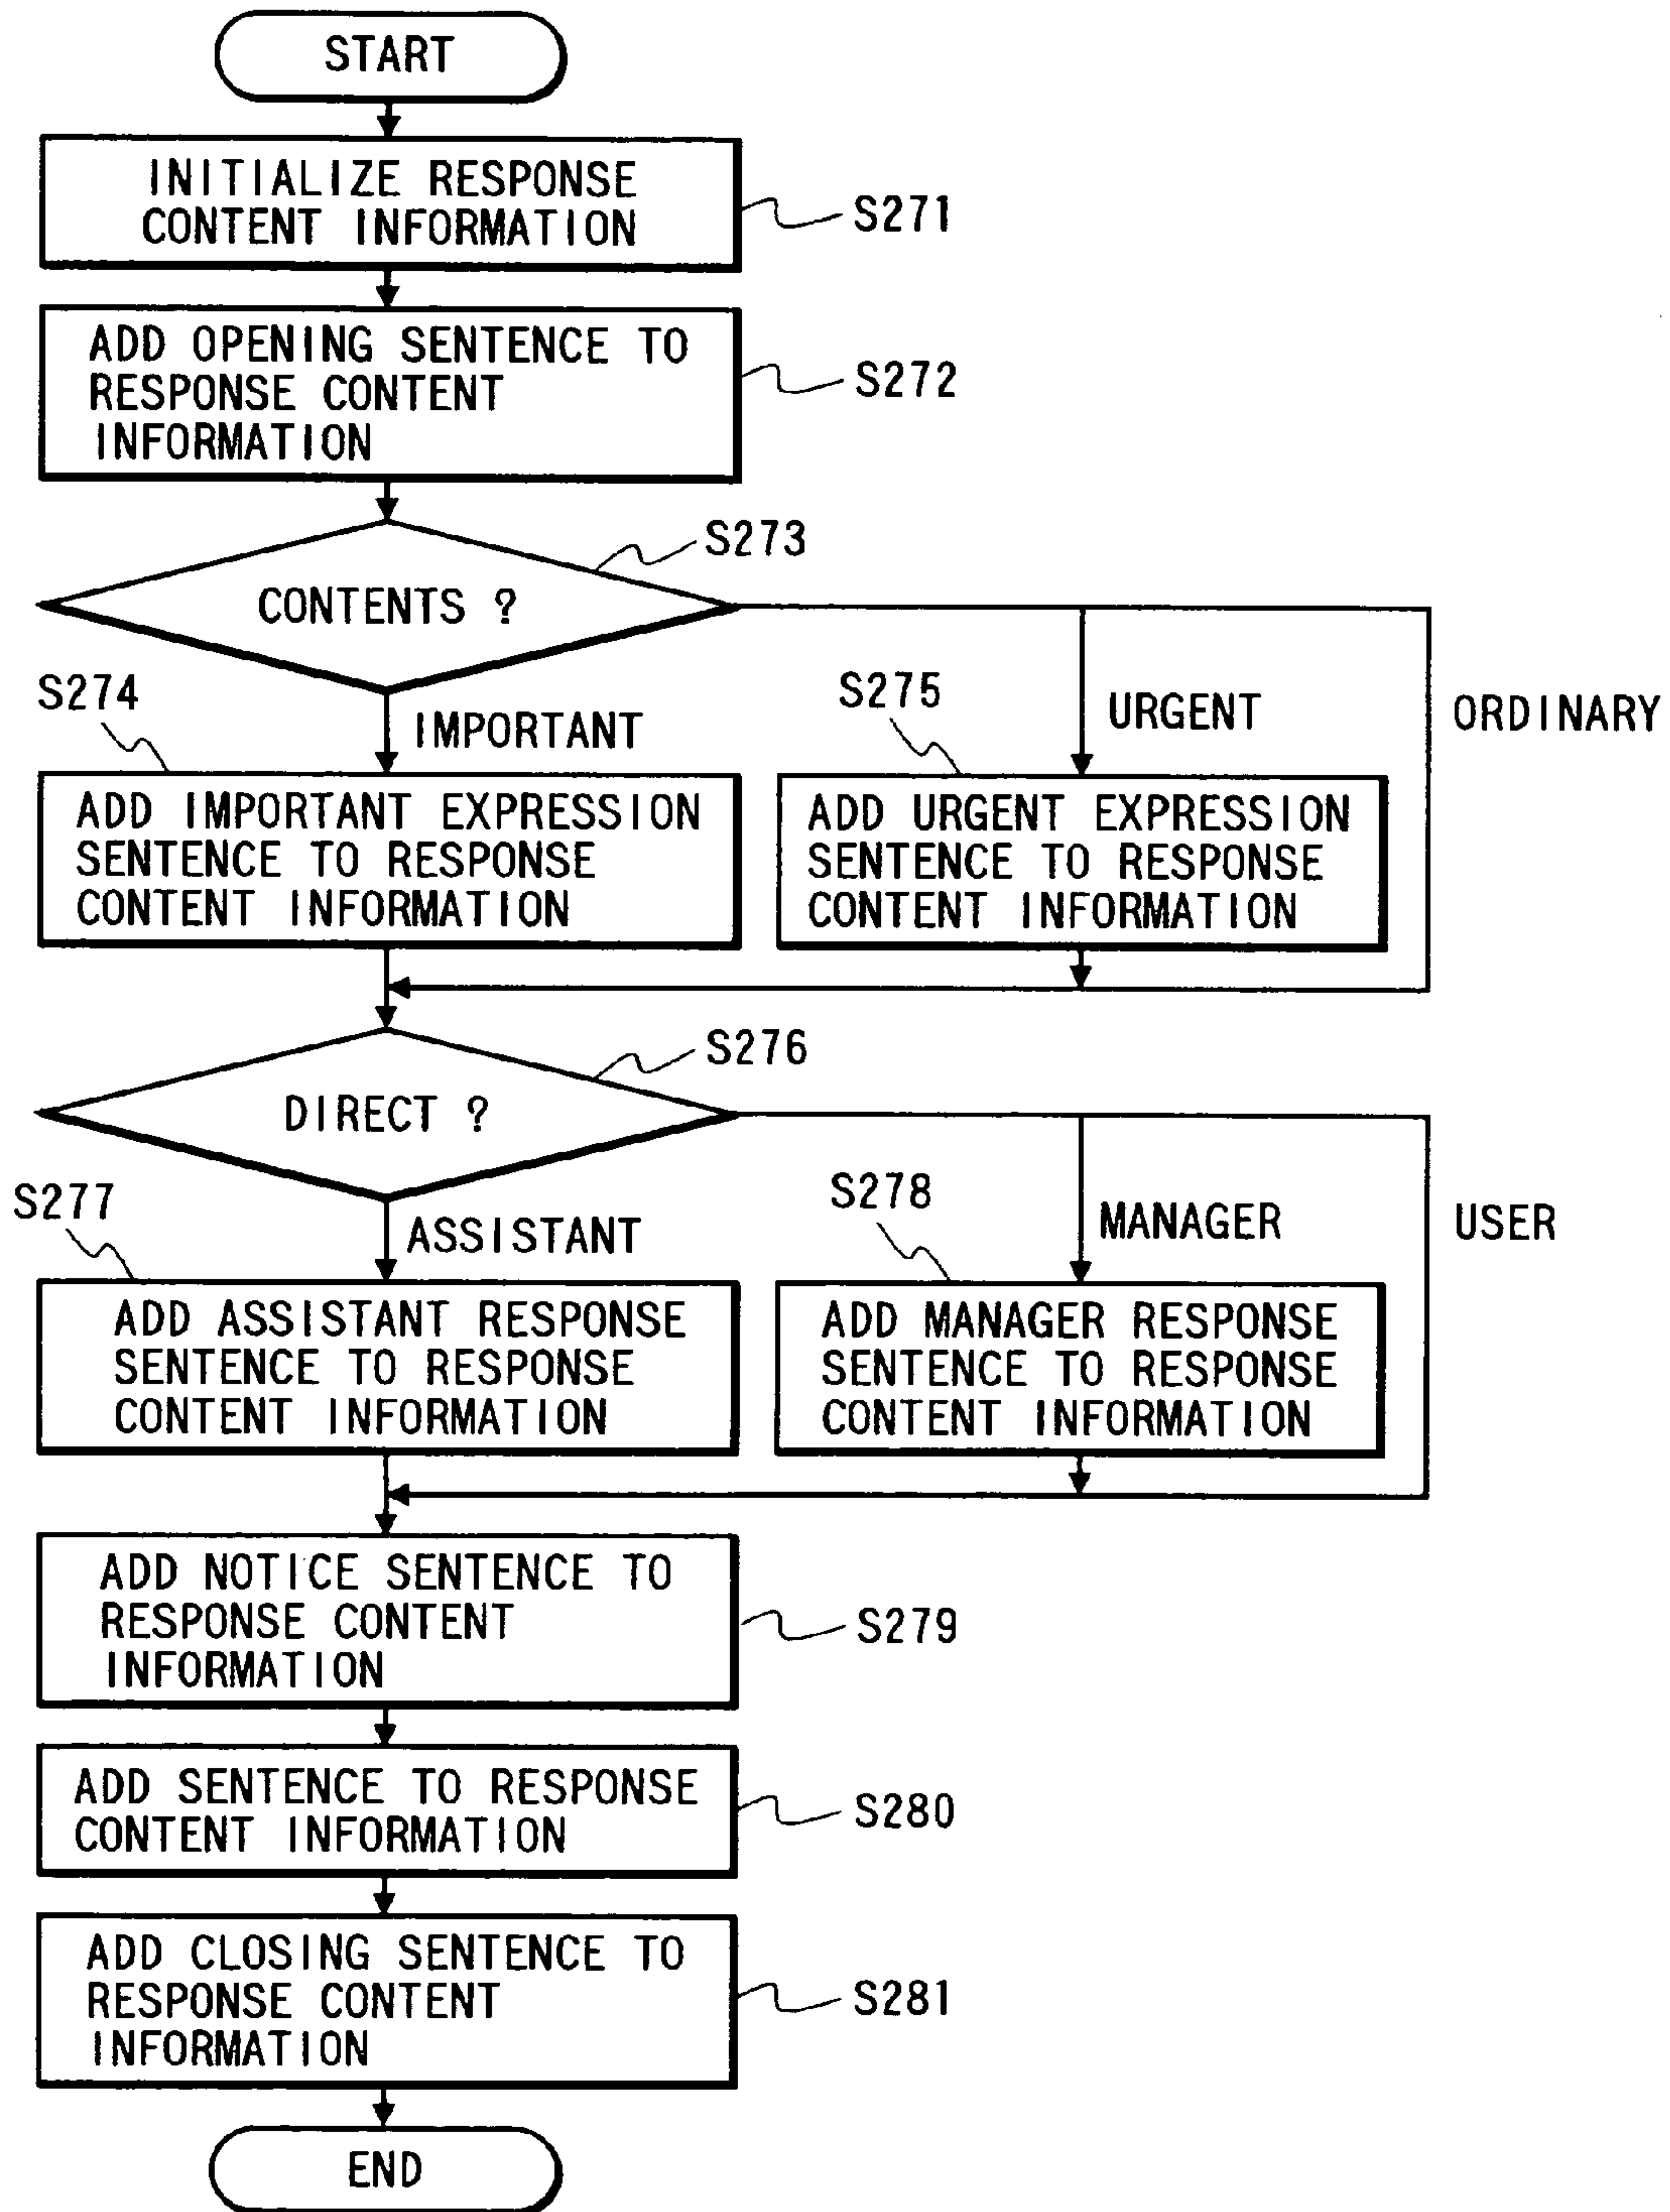 START
INITIALIZE RESPONSE
CONTENT INFORMATION
S271
ADD OPENING SENTENCE TO
RESPONSE CONTENT
INFORMATION
S272
S273
CONTENTS ?
S274
IMPORTANT
S275
URGENT
ORDINARY
ADD IMPORTANT EXPRESSION
SENTENCE TO RESPONSE
CONTENT INFORMATION
ADD URGENT EXPRESSION
SENTENCE TO RESPONSE
CONTENT INFORMATION
S276
DIRECT ?
S277
ASSISTANT
S278
MANAGER
USER
ADD ASSISTANT RESPONSE
SENTENCE TO RESPONSE
CONTENT INFORMATION
ADD MANAGER RESPONSE
SENTENCE TO RESPONSE
CONTENT INFORMATION
ADD NOTICE SENTENCE TO
RESPONSE CONTENT
INFORMATION
S279
ADD SENTENCE TO RESPONSE
CONTENT INFORMATION
S280
ADD CLOSING SENTENCE TO
RESPONSE CONTENT
INFORMATION
S281
END